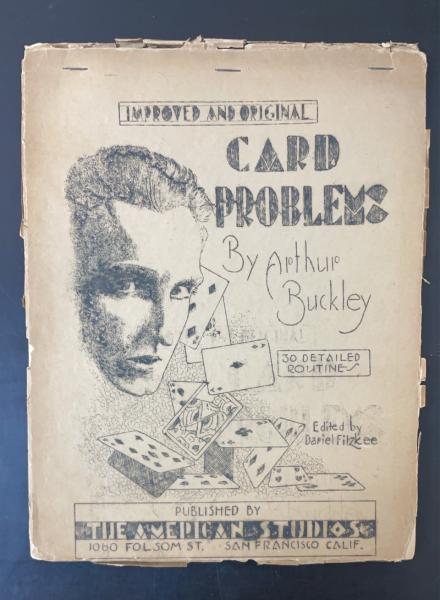 IMPROVED AND ORIGINAL
CARD
PROBLEMS
By Arthur
Buckley
30 DETAILED
ROUTINES
Edited by
Dariel Fitzkee
PUBLISHED BY
THE AMERICAN STUDIOS
1060 FOLSOM ST. SAN FRANCISCO CALIF.